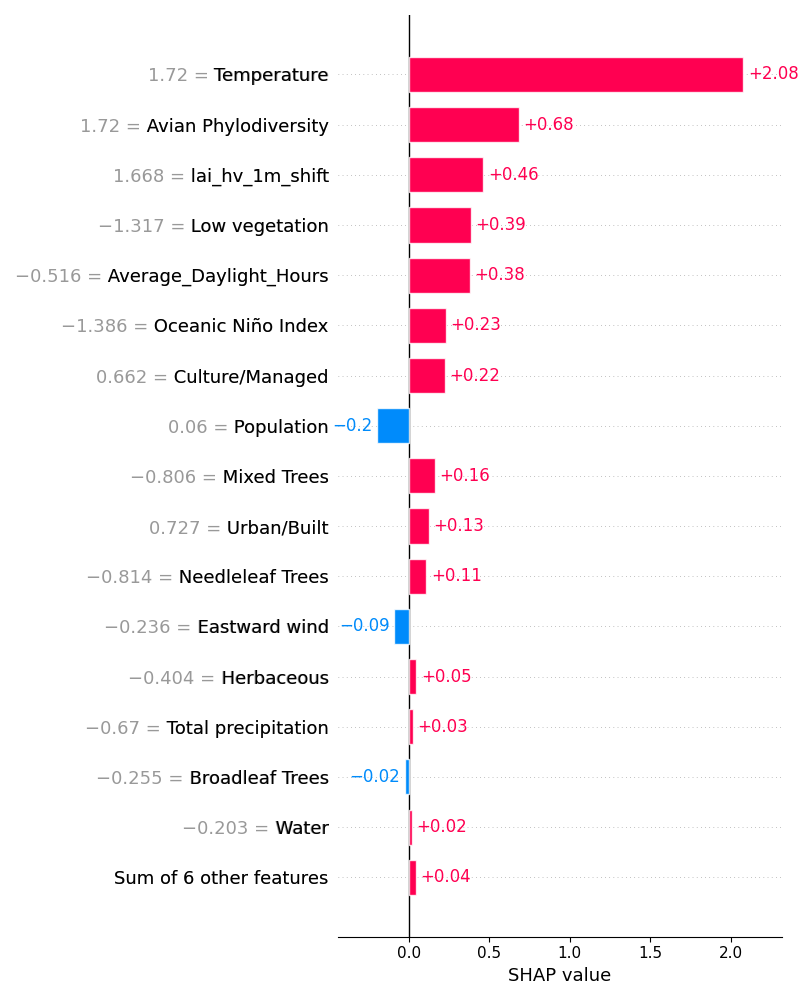 1.72 = Temperature +2.08
1.72 = Avian Phylodiversity +0.68
1.668 = lai_hv_1m_shift +0.46
−1.317 = Low vegetation +0.39
−0.516 = Average_Daylight_Hours +0.38
−1.386 = Oceanic Niño Index +0.23
0.662 = Culture/Managed +0.22
0.06 = Population −0.2
−0.806 = Mixed Trees +0.16
0.727 = Urban/Built +0.13
−0.814 = Needleleaf Trees +0.11
−0.236 = Eastward wind −0.09
−0.404 = Herbaceous +0.05
−0.67 = Total precipitation +0.03
−0.255 = Broadleaf Trees −0.02
−0.203 = Water +0.02
Sum of 6 other features +0.04
0.0 0.5 1.0 1.5 2.0
SHAP value